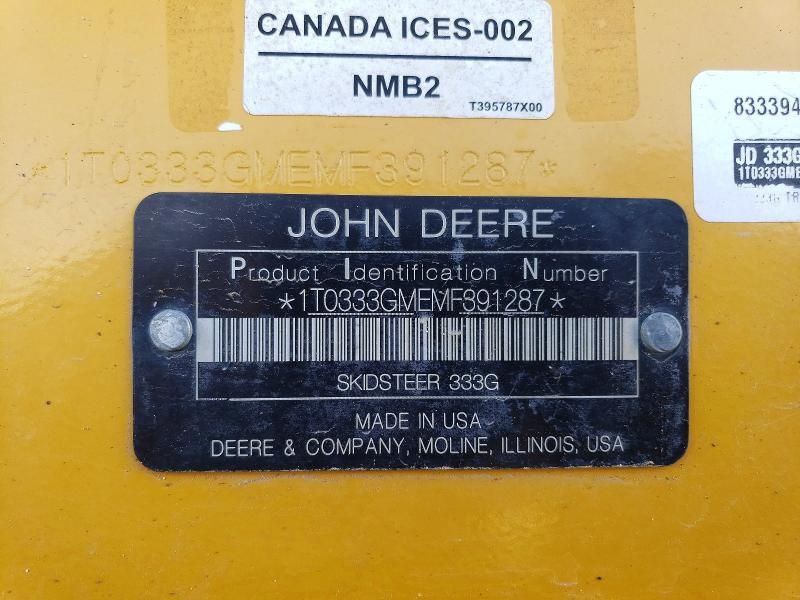 CANADA ICES-002
NMB2
T395787X00
833394
JD 333G
1T0333GME
*1T0333GMEMF391287*
JOHN DEERE
Product Identification Number
*1T0333GMEMF391287*
SKIDSTEER 333G
MADE IN USA
DEERE & COMPANY, MOLINE, ILLINOIS, USA